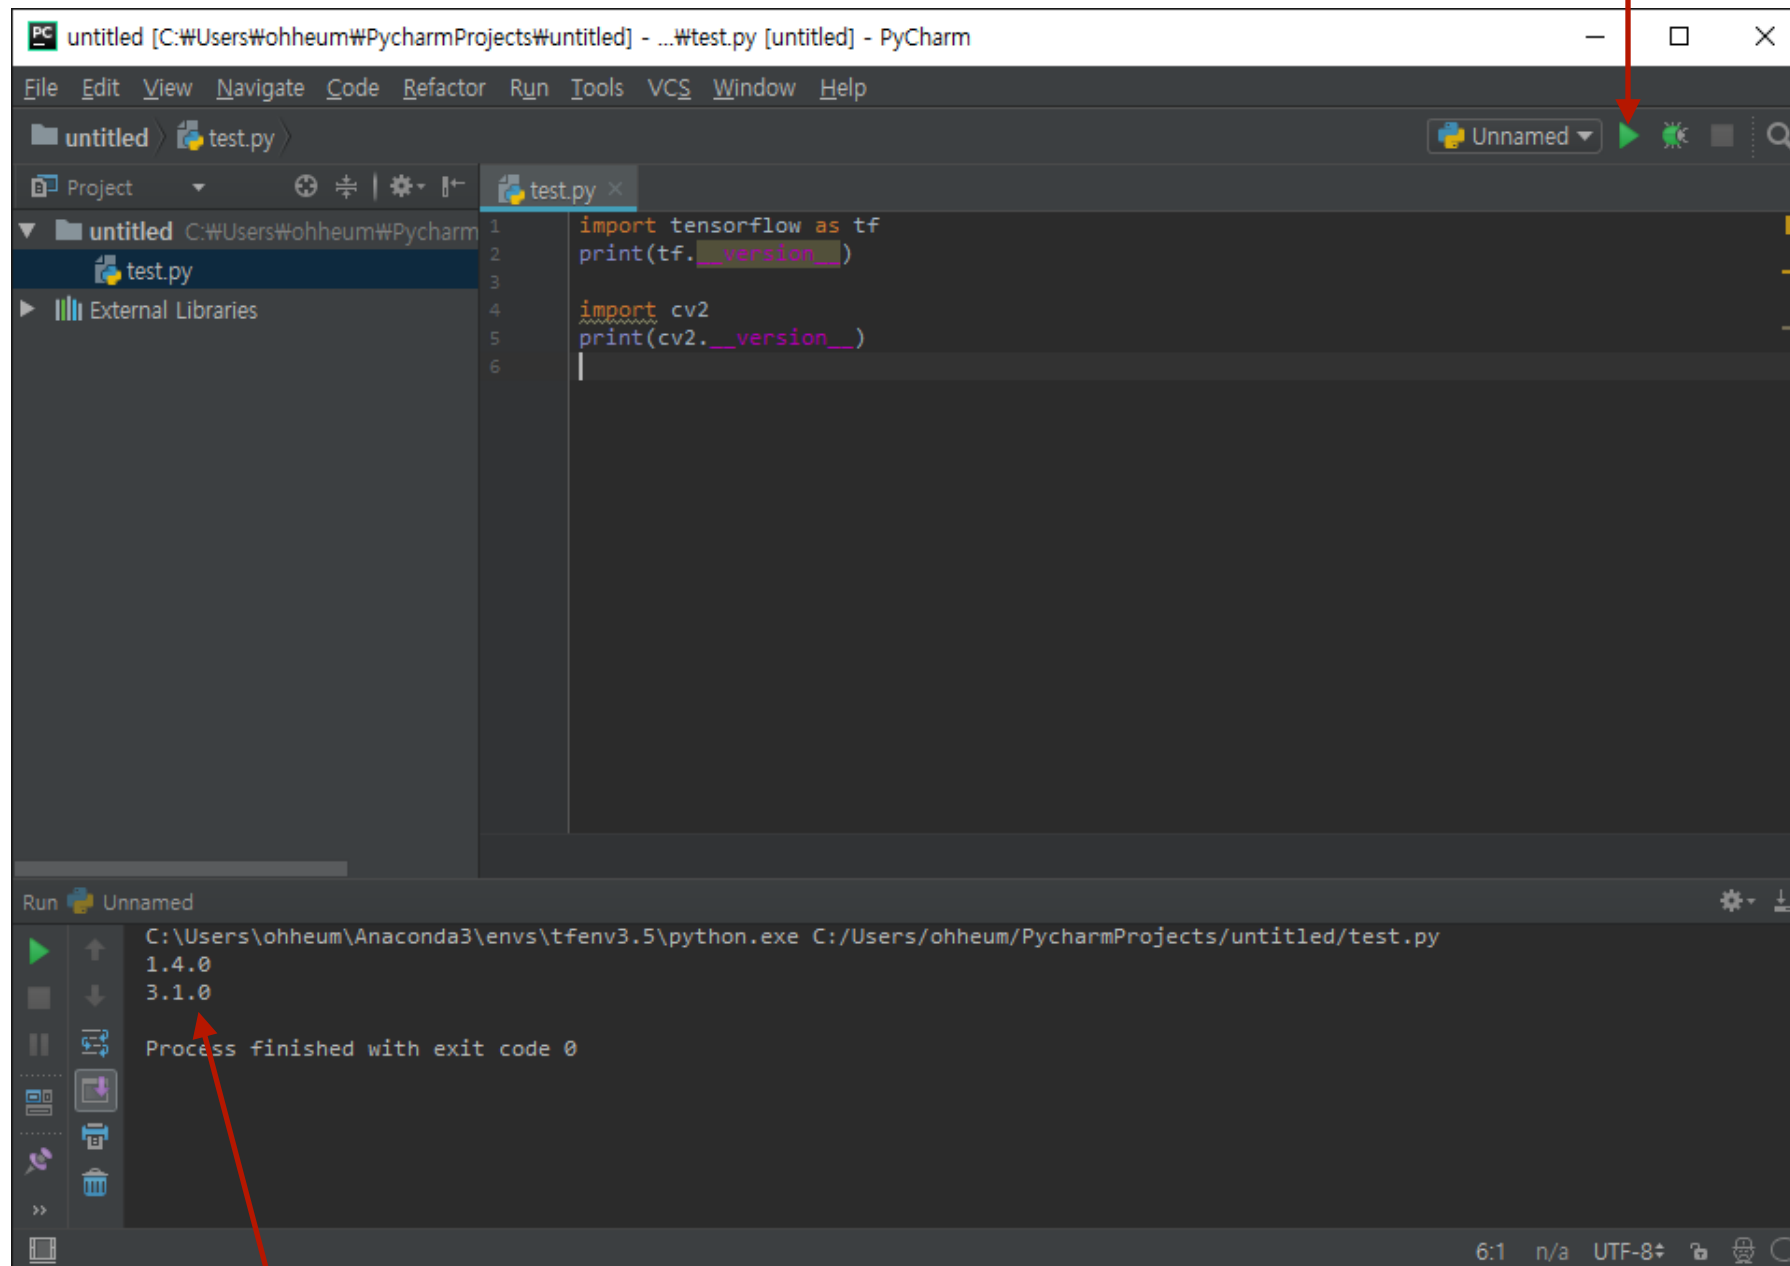 PC untitled [C:₩Users₩ohheum₩PycharmProjects₩untitled] - ...₩test.py [untitled] - PyCharm
File Edit View Navigate Code Refactor Run Tools VCS Window Help
untitled test.py Unnamed
Project test.py
untitled C:₩Users₩ohheum₩Pycharm
test.py
External Libraries
1 import tensorflow as tf
2 print(tf.__version__)
3
4 import cv2
5 print(cv2.__version__)
6
Run Unnamed
C:\Users\ohheum\Anaconda3\envs\tfenv3.5\python.exe C:/Users/ohheum/PycharmProjects/untitled/test.py
1.4.0
3.1.0
Process finished with exit code 0
6:1 n/a UTF-8